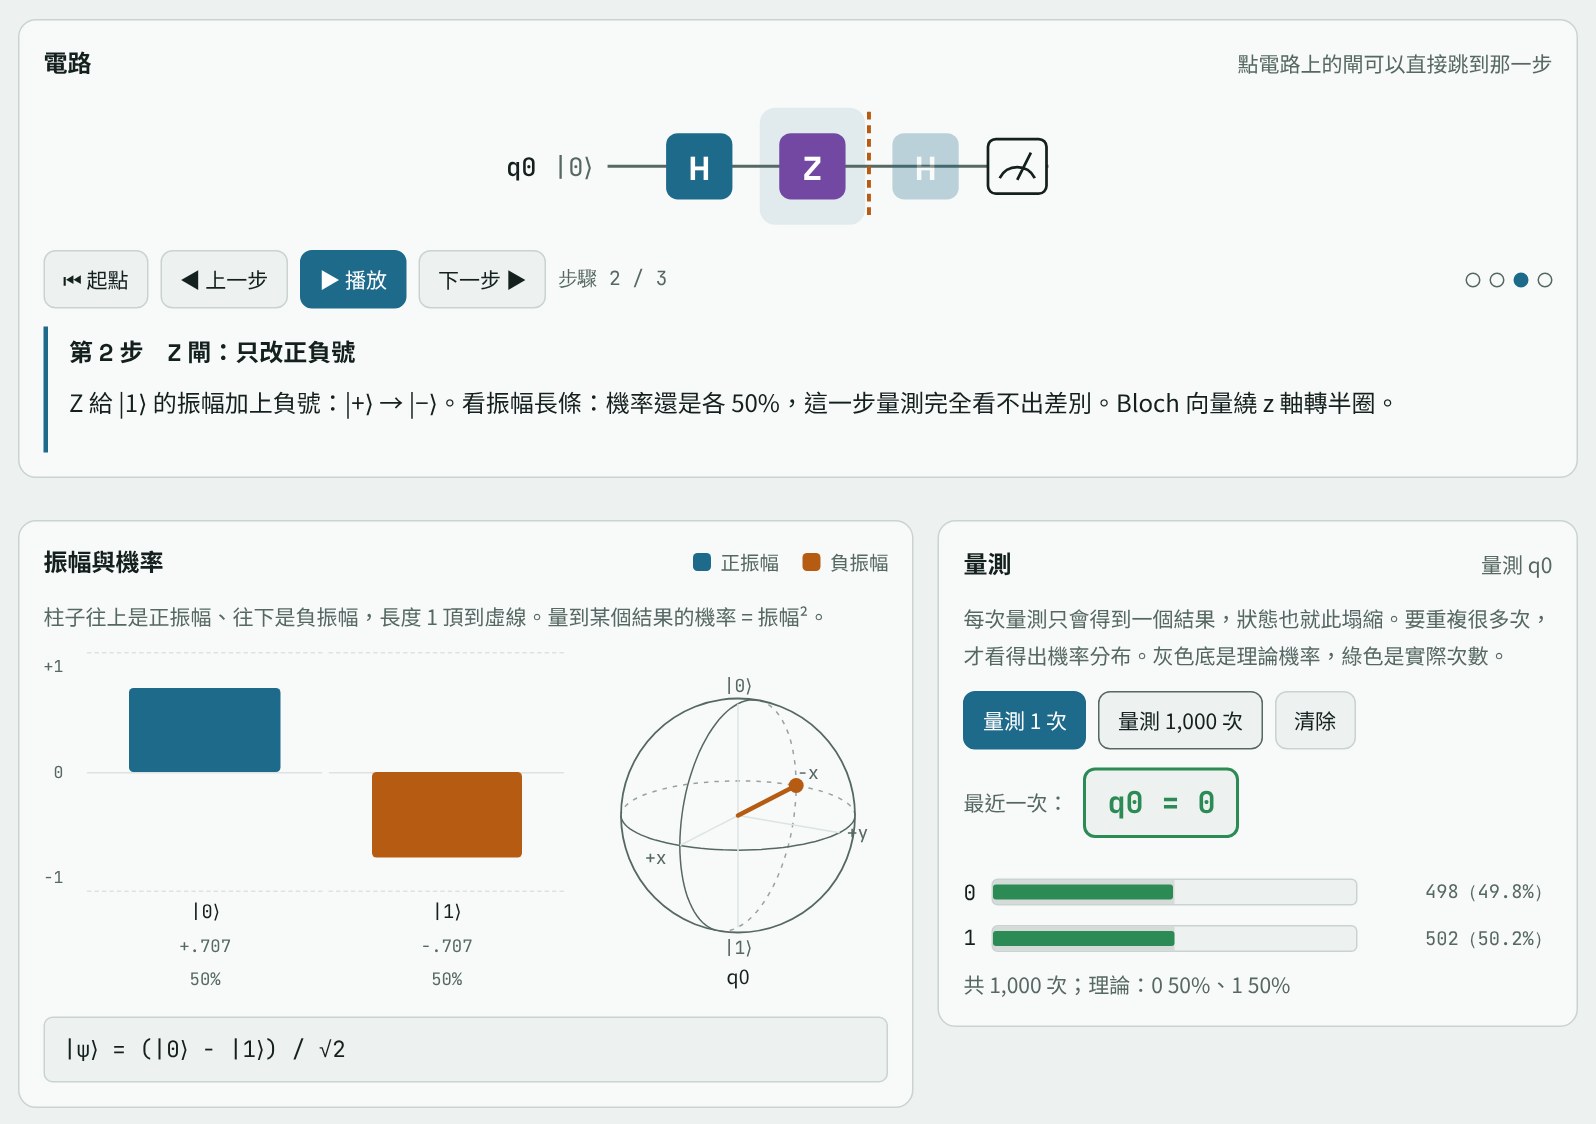 電路
點電路上的閘可以直接跳到那一步
q0 |0⟩ H Z H
⏮ 起點 ◀ 上一步 ▶ 播放 下一步 ▶ 步驟 2 / 3
第 2 步 Z 閘：只改正負號
Z 給 |1⟩ 的振幅加上負號：|+⟩ → |−⟩。看振幅長條：機率還是各 50%，這一步量測完全看不出差別。Bloch 向量繞 z 軸轉半圈。
振幅與機率
正振幅 負振幅
柱子往上是正振幅、往下是負振幅，長度 1 頂到虛線。量到某個結果的機率 = 振幅²。
+1
0
-1
|0⟩ |1⟩
+.707 -.707
50% 50%
|0⟩
-x
+y
+x
|1⟩
q0
|ψ⟩ = (|0⟩ - |1⟩) / √2
量測
量測 q0
每次量測只會得到一個結果，狀態也就此塌縮。要重複很多次，
才看得出機率分布。灰色底是理論機率，綠色是實際次數。
量測 1 次 量測 1,000 次 清除
最近一次： q0 = 0
0 498 (49.8%)
1 502 (50.2%)
共 1,000 次；理論：0 50%、1 50%